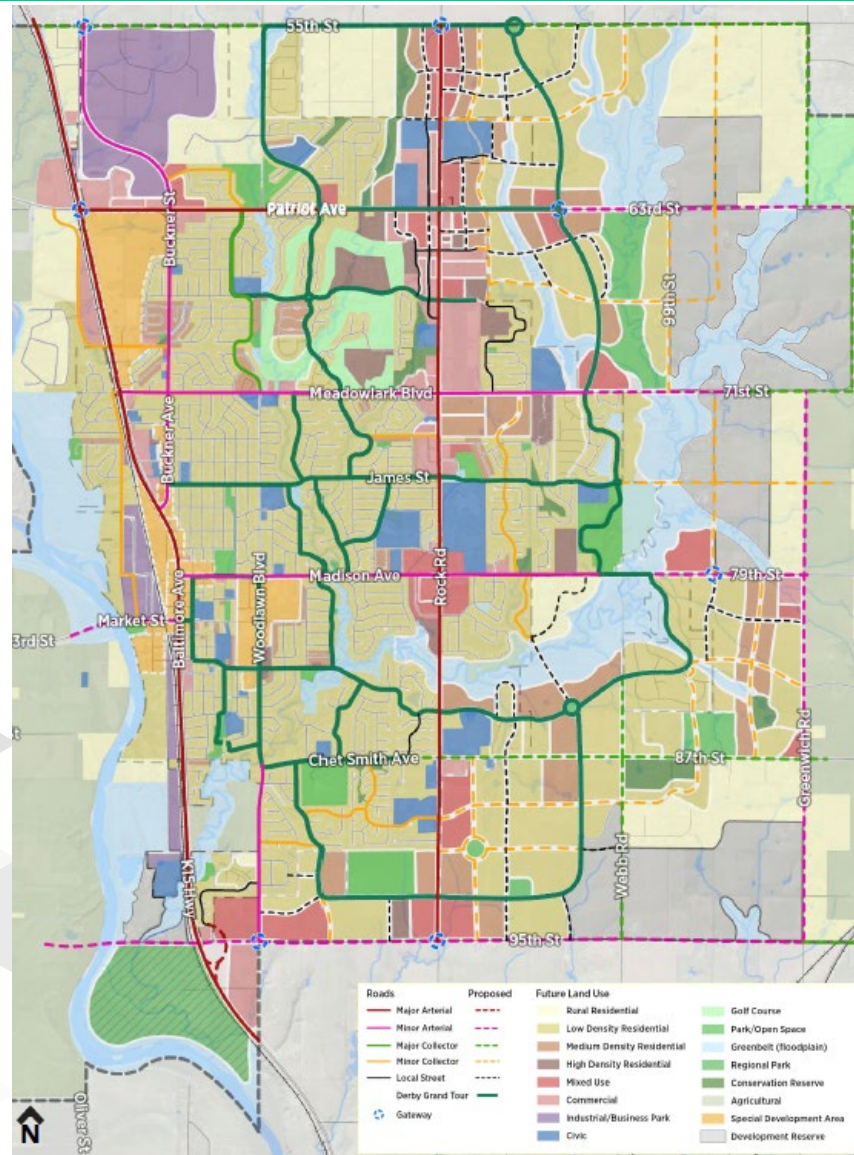 55th St
Buckner St
Patriot Ave
63rd St
99th St
Meadowlark Blvd
71st St
Buckner Ave
James St
Rock Rd
Woodlawn Blvd
Madison Ave
79th St
Baltimore Ave
Market St
3rd St
Chet Smith Ave
87th St
Greenwich Rd
Webb Rd
K15 Hwy
95th St
Oliver St
N
Roads Proposed Future Land Use
Major Arterial
Minor Arterial
Major Collector
Minor Collector
Local Street
Derby Grand Tour
Gateway
Rural Residential
Low Density Residential
Medium Density Residential
High Density Residential
Mixed Use
Commercial
Industrial/Business Park
Civic
Golf Course
Park/Open Space
Greenbelt (floodplain)
Regional Park
Conservation Reserve
Agricultural
Special Development Area
Development Reserve